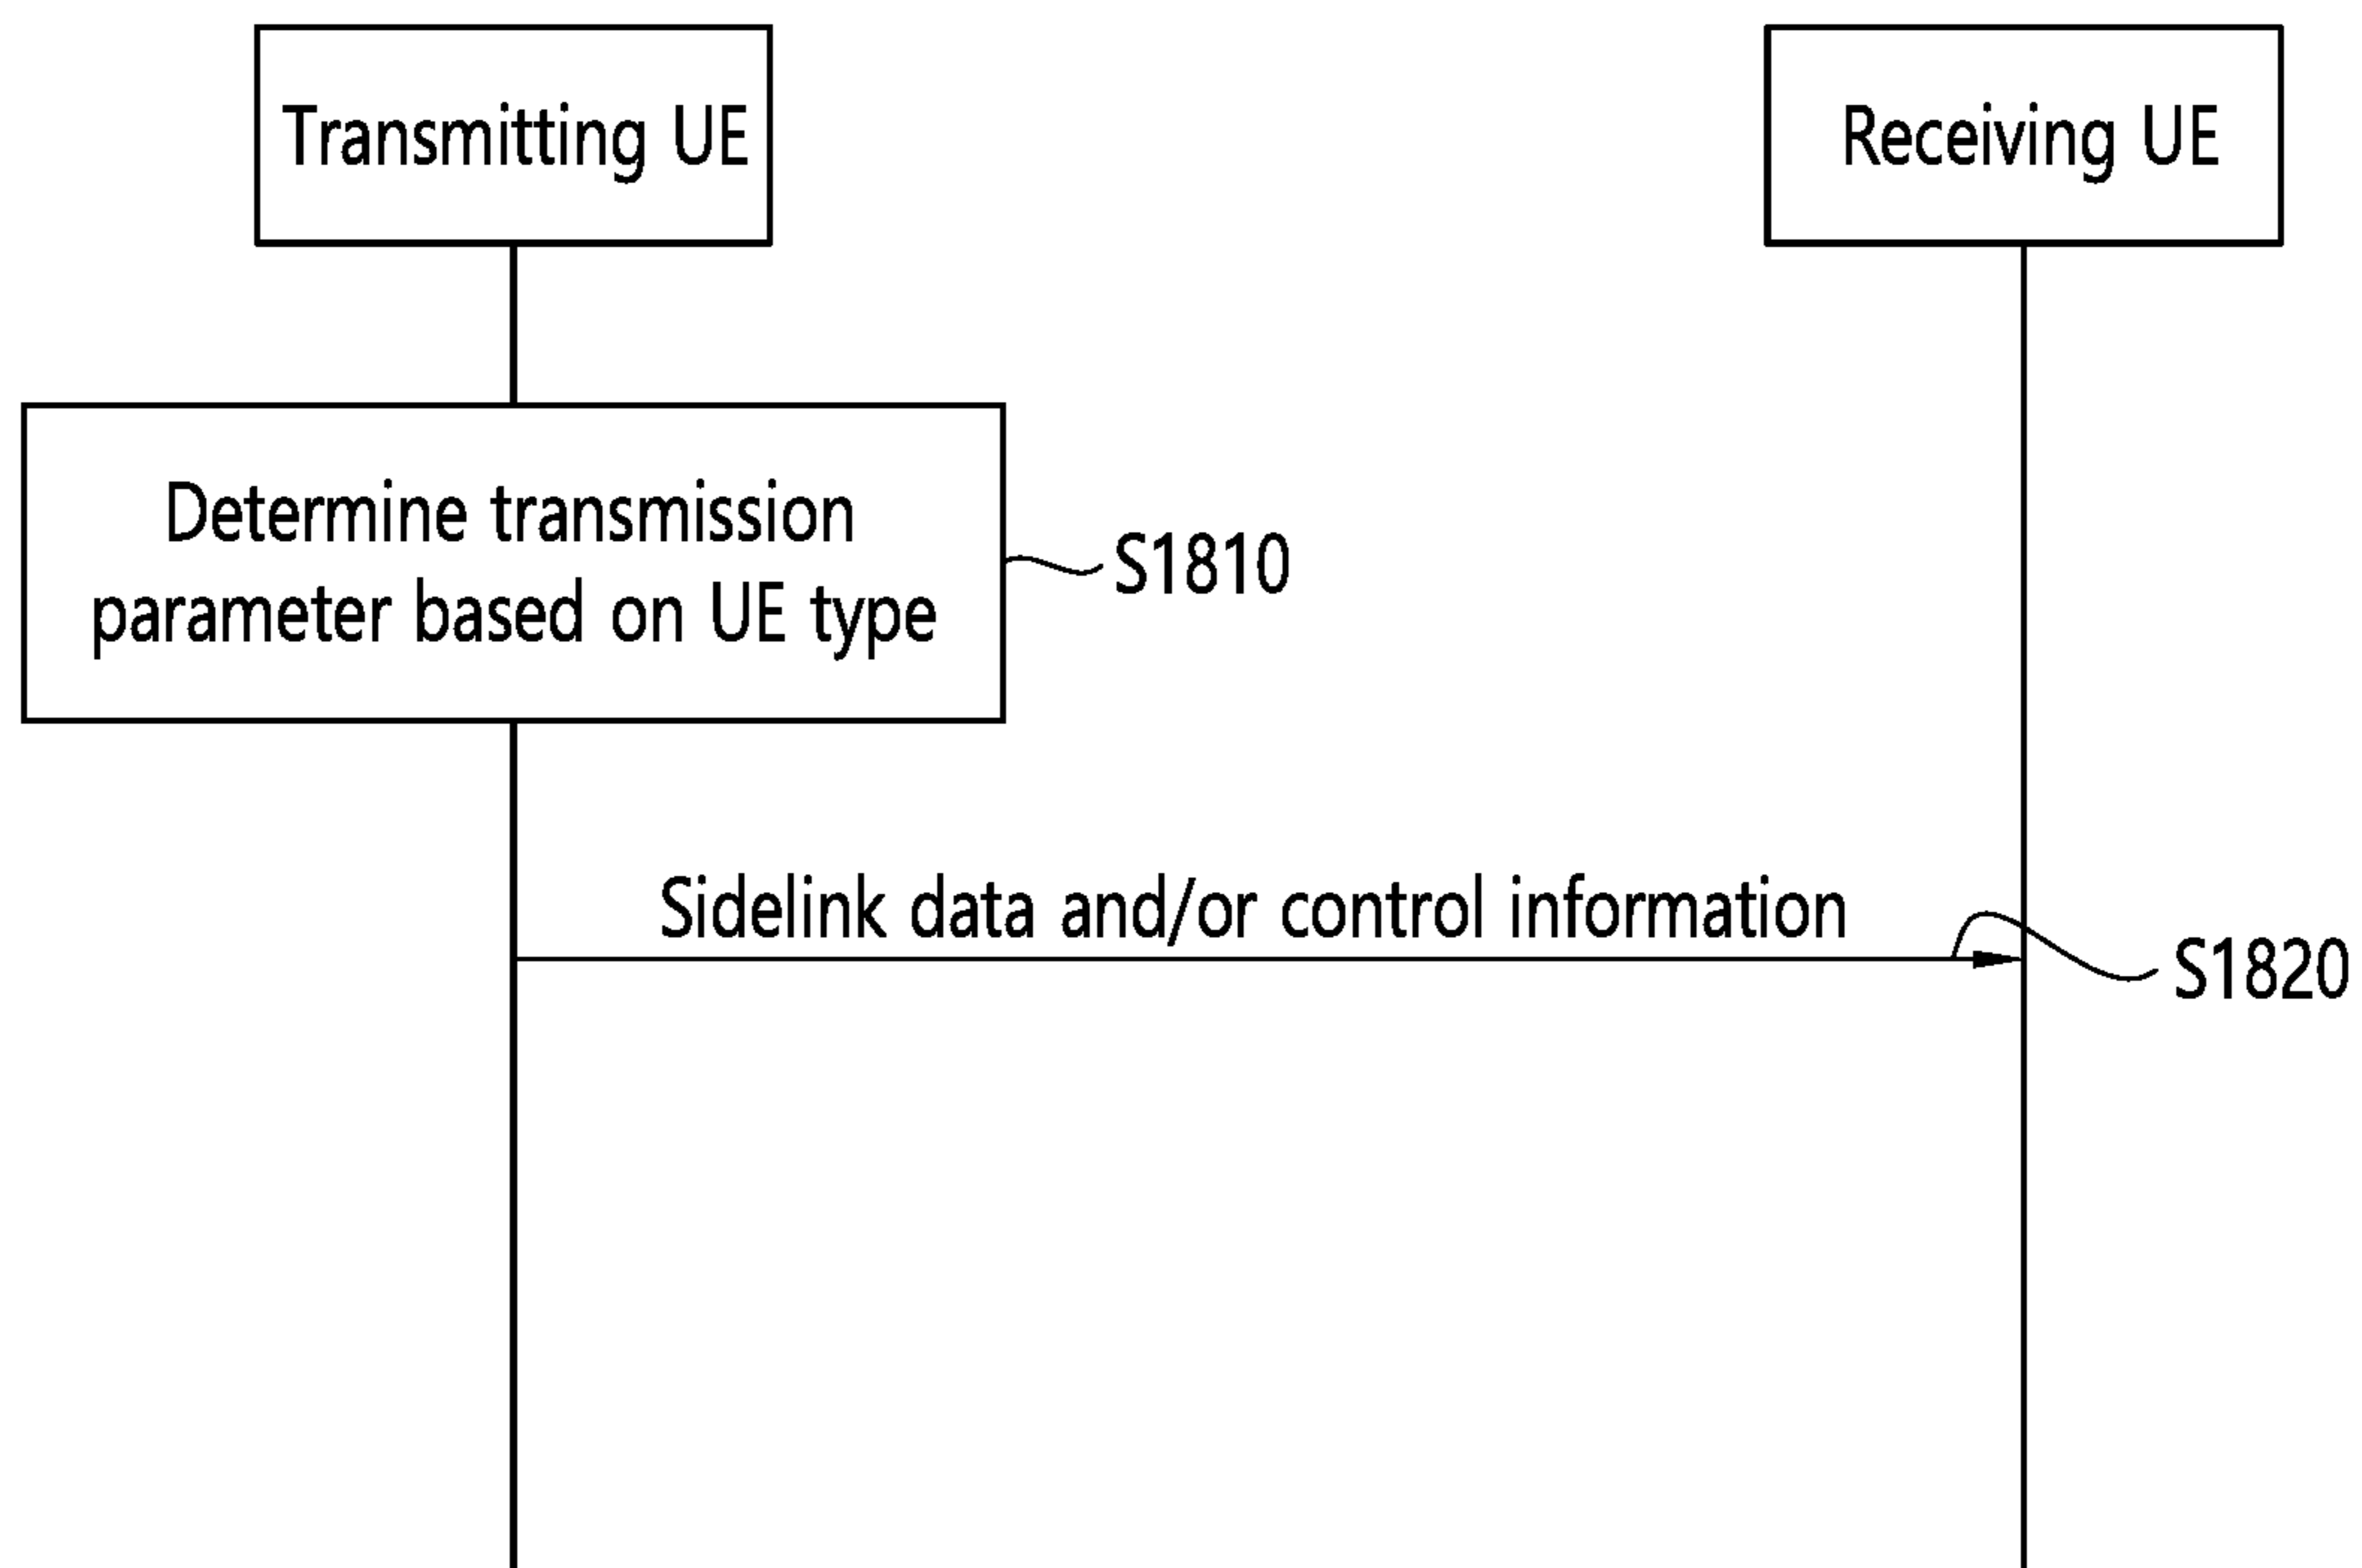 Transmitting UE
Receiving UE
Determine transmission
parameter based on UE type
S1810
Sidelink data and/or control information
S1820